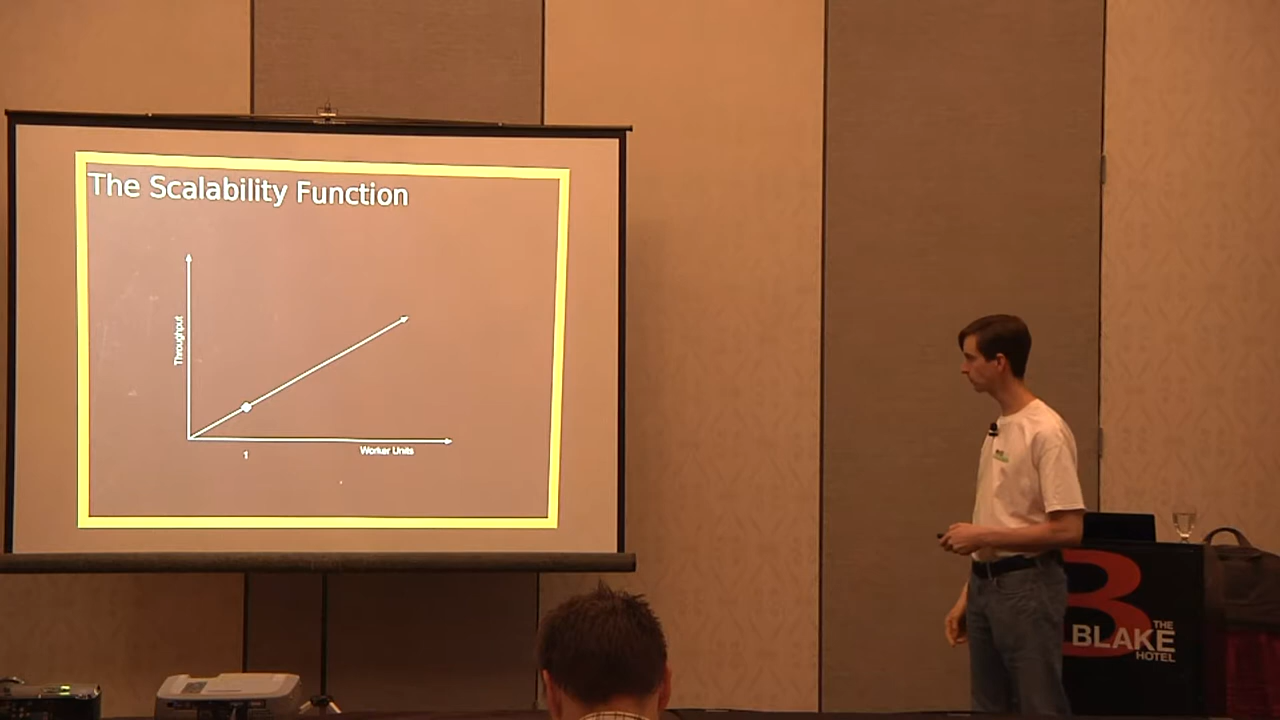 The Scalability Function
Throughput
1
Worker Units
B
THE
BLAKE
HOTEL